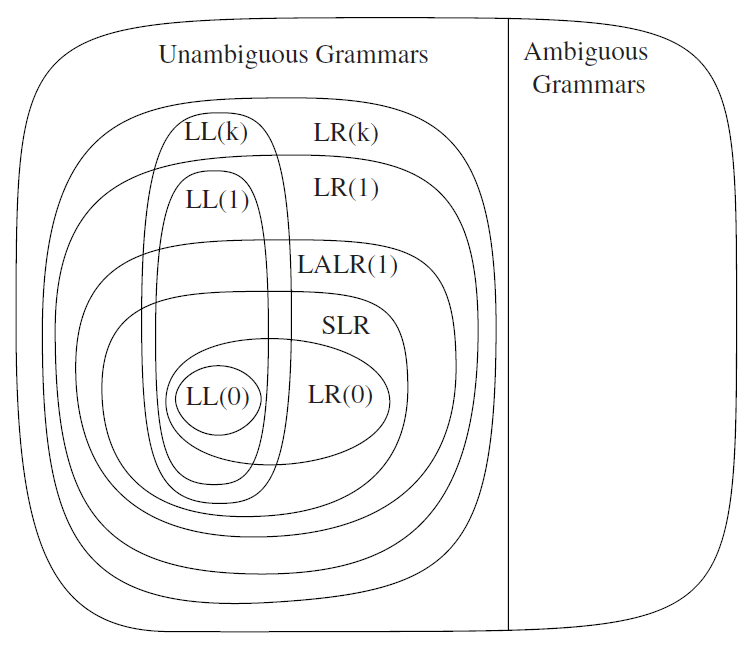 Unambiguous Grammars
Ambiguous
Grammars
LL(k)
LR(k)
LL(1)
LR(1)
LALR(1)
SLR
LL(0)
LR(0)